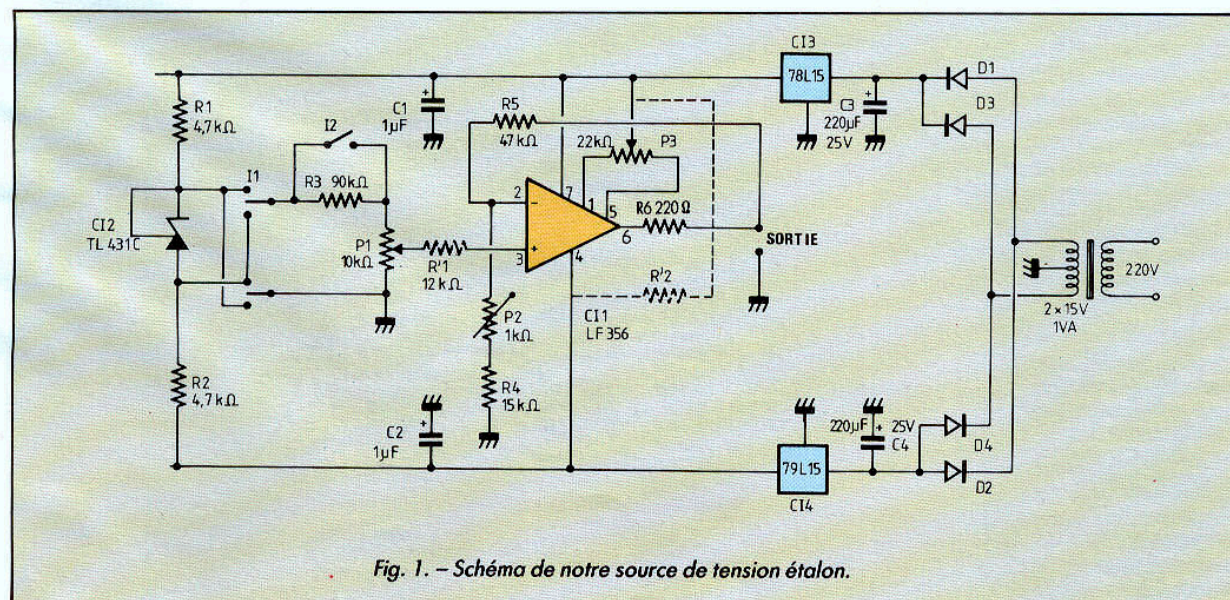 CI3
78L15
D1
D3
C3
220µF
25V
+
R1
4,7kΩ
C1
1µF
+
I2
R3 90kΩ
I1
CI2
TL 431C
P1
10kΩ
R'1
12kΩ
R5
47kΩ
22kΩ
P3
2
-
7
1
5
6
R6 220Ω
+
3
4
SORTIE
R'2
CI1
LF 356
P2
1kΩ
R4
15kΩ
R2
4,7kΩ
C2
1µF
+
220V
2×15V
1VA
220µF
25V
+
C4
79L15
CI4
D4
D2
Fig. 1. – Schéma de notre source de tension étalon.